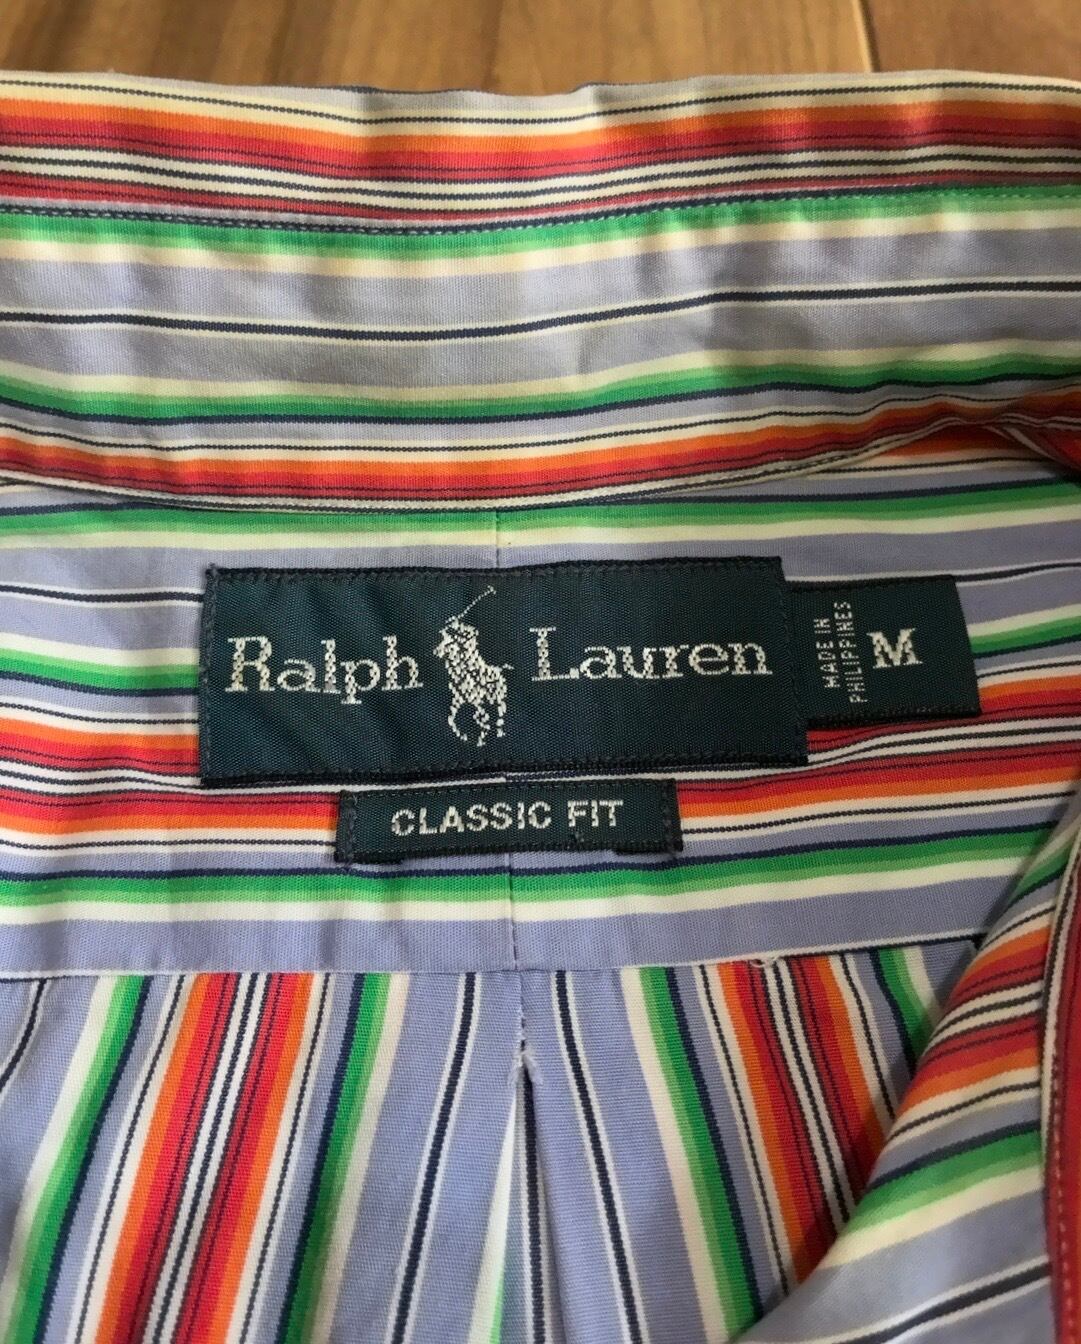 Ralph Lauren
MADE IN
PHILIPPINES
M
CLASSIC FIT